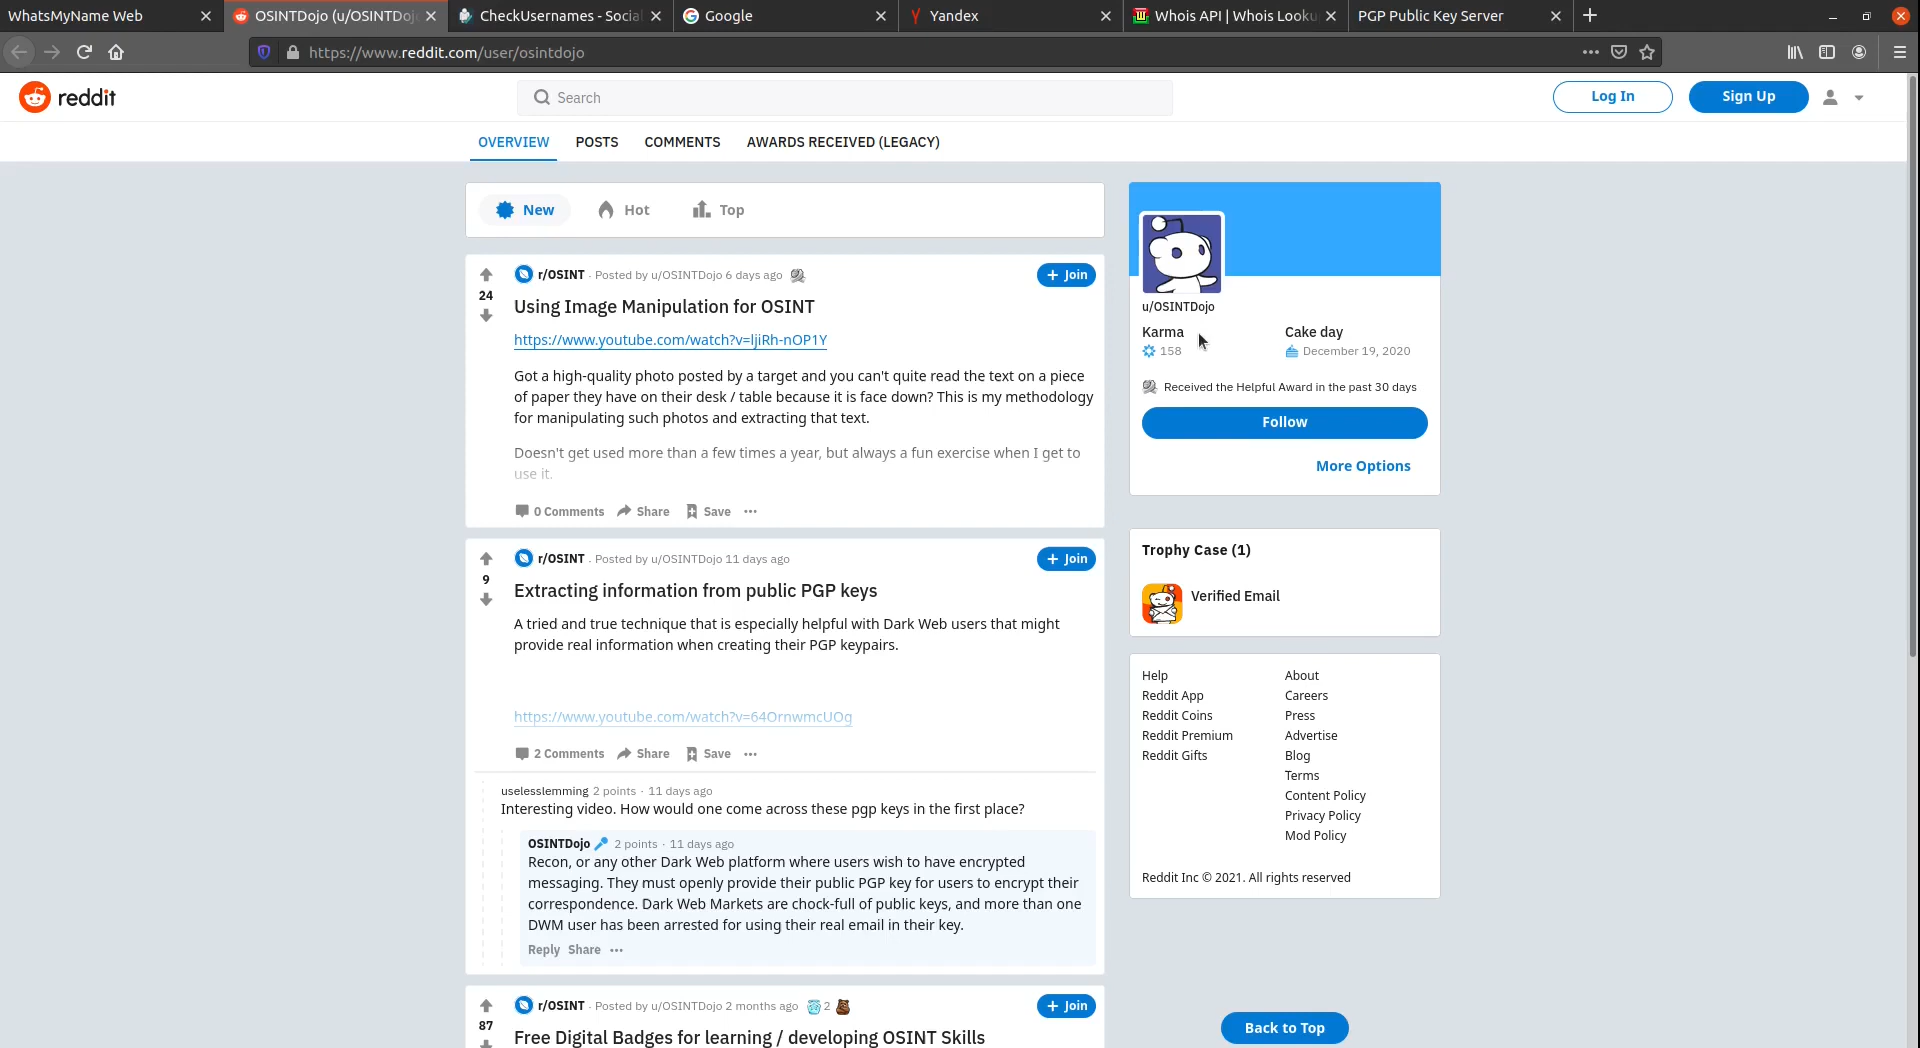 WhatsMyName Web
OSINTDojo (u/OSINTDoj
CheckUsernames - Social
Google
Yandex
Whois API | Whois Looku
PGP Public Key Server
https://www.reddit.com/user/osintdojo
reddit
Search
Log In
Sign Up
OVERVIEW POSTS COMMENTS AWARDS RECEIVED (LEGACY)
New Hot Top
r/OSINT · Posted by u/OSINTDojo 6 days ago
+ Join
24
Using Image Manipulation for OSINT
https://www.youtube.com/watch?v=ljiRh-nOP1Y
Got a high-quality photo posted by a target and you can't quite read the text on a piece
of paper they have on their desk / table because it is face down? This is my methodology
for manipulating such photos and extracting that text.
Doesn't get used more than a few times a year, but always a fun exercise when I get to
use it.
0 Comments Share Save ···
r/OSINT · Posted by u/OSINTDojo 11 days ago
+ Join
9
Extracting information from public PGP keys
A tried and true technique that is especially helpful with Dark Web users that might
provide real information when creating their PGP keypairs.
https://www.youtube.com/watch?v=64OrnwmcUOg
2 Comments Share Save ···
uselesslemming 2 points · 11 days ago
Interesting video. How would one come across these pgp keys in the first place?
OSINTDojo 2 points · 11 days ago
Recon, or any other Dark Web platform where users wish to have encrypted
messaging. They must openly provide their public PGP key for users to encrypt their
correspondence. Dark Web Markets are chock-full of public keys, and more than one
DWM user has been arrested for using their real email in their key.
Reply Share ···
r/OSINT · Posted by u/OSINTDojo 2 months ago 2
+ Join
87
Free Digital Badges for learning / developing OSINT Skills
u/OSINTDojo
Karma
158
Cake day
December 19, 2020
Received the Helpful Award in the past 30 days
Follow
More Options
Trophy Case (1)
Verified Email
Help
Reddit App
Reddit Coins
Reddit Premium
Reddit Gifts
About
Careers
Press
Advertise
Blog
Terms
Content Policy
Privacy Policy
Mod Policy
Reddit Inc © 2021. All rights reserved
Back to Top